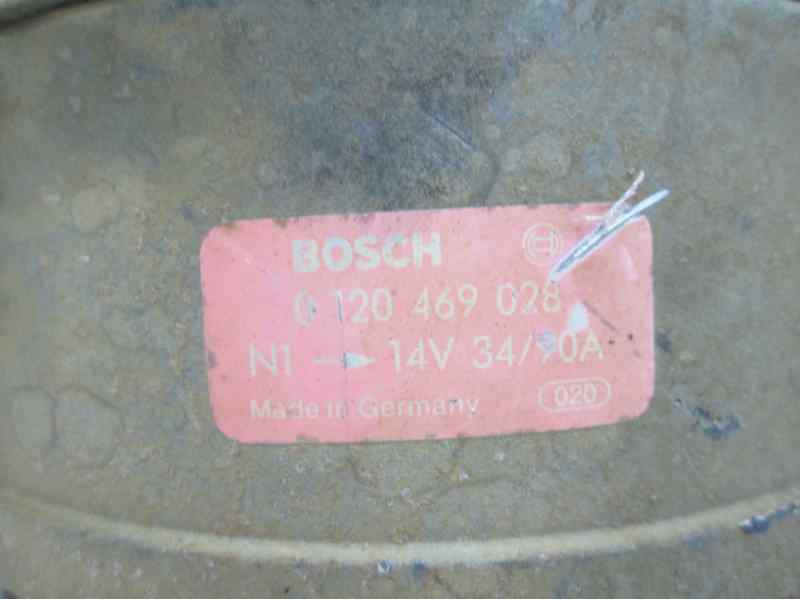 BOSCH
0 120 469 028
N1 → 14V 34/90A
Made in Germany 020